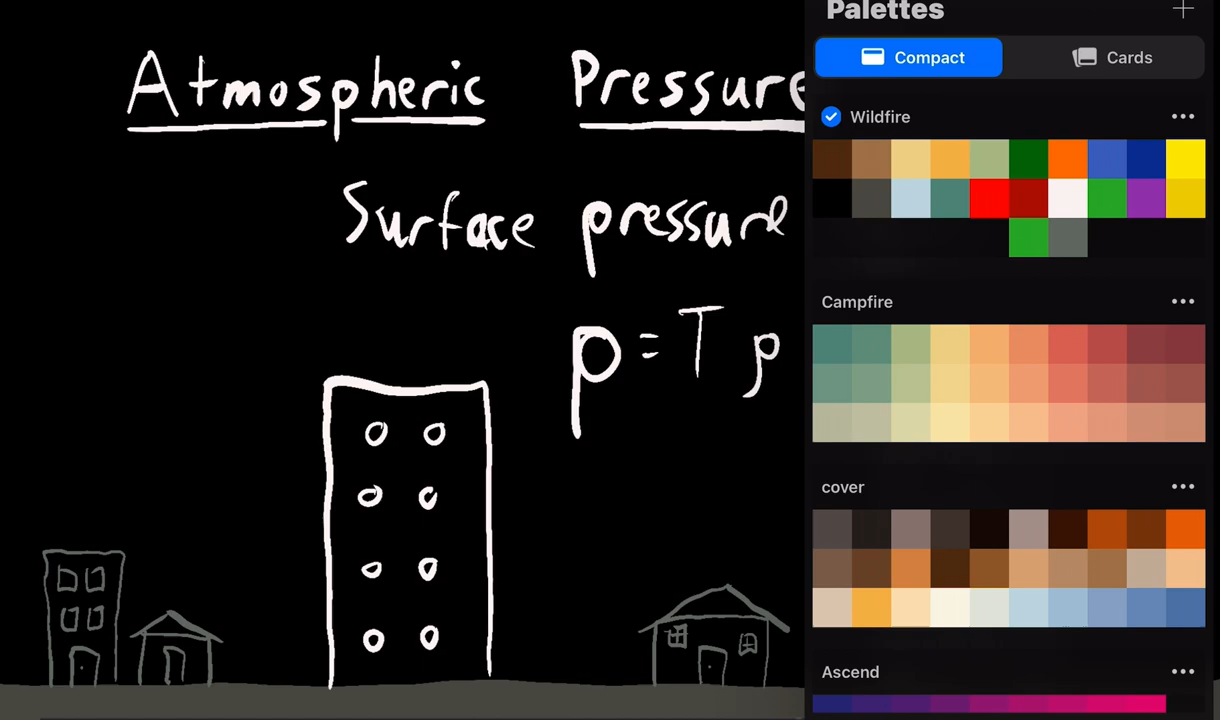 Atmospheric Pressure
Surface pressure
p = T ρ
Palettes
Compact
Cards
Wildfire
Campfire
cover
Ascend